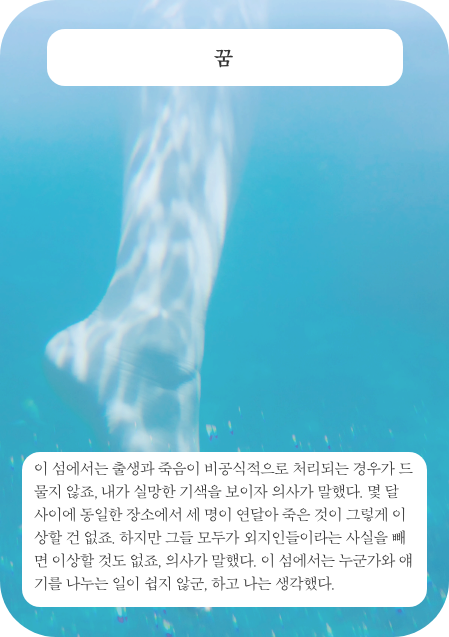 꿈
이 섬에서는 출생과 죽음이 비공식적으로 처리되는 경우가 드
물지 않죠, 내가 실망한 기색을 보이자 의사가 말했다. 몇 달
사이에 동일한 장소에서 세 명이 연달아 죽은 것이 그렇게 이
상할 건 없죠. 하지만 그들 모두가 외지인들이라는 사실을 빼
면 이상할 것도 없죠, 의사가 말했다. 이 섬에서는 누군가와 얘
기를 나누는 일이 쉽지 않군, 하고 나는 생각했다.